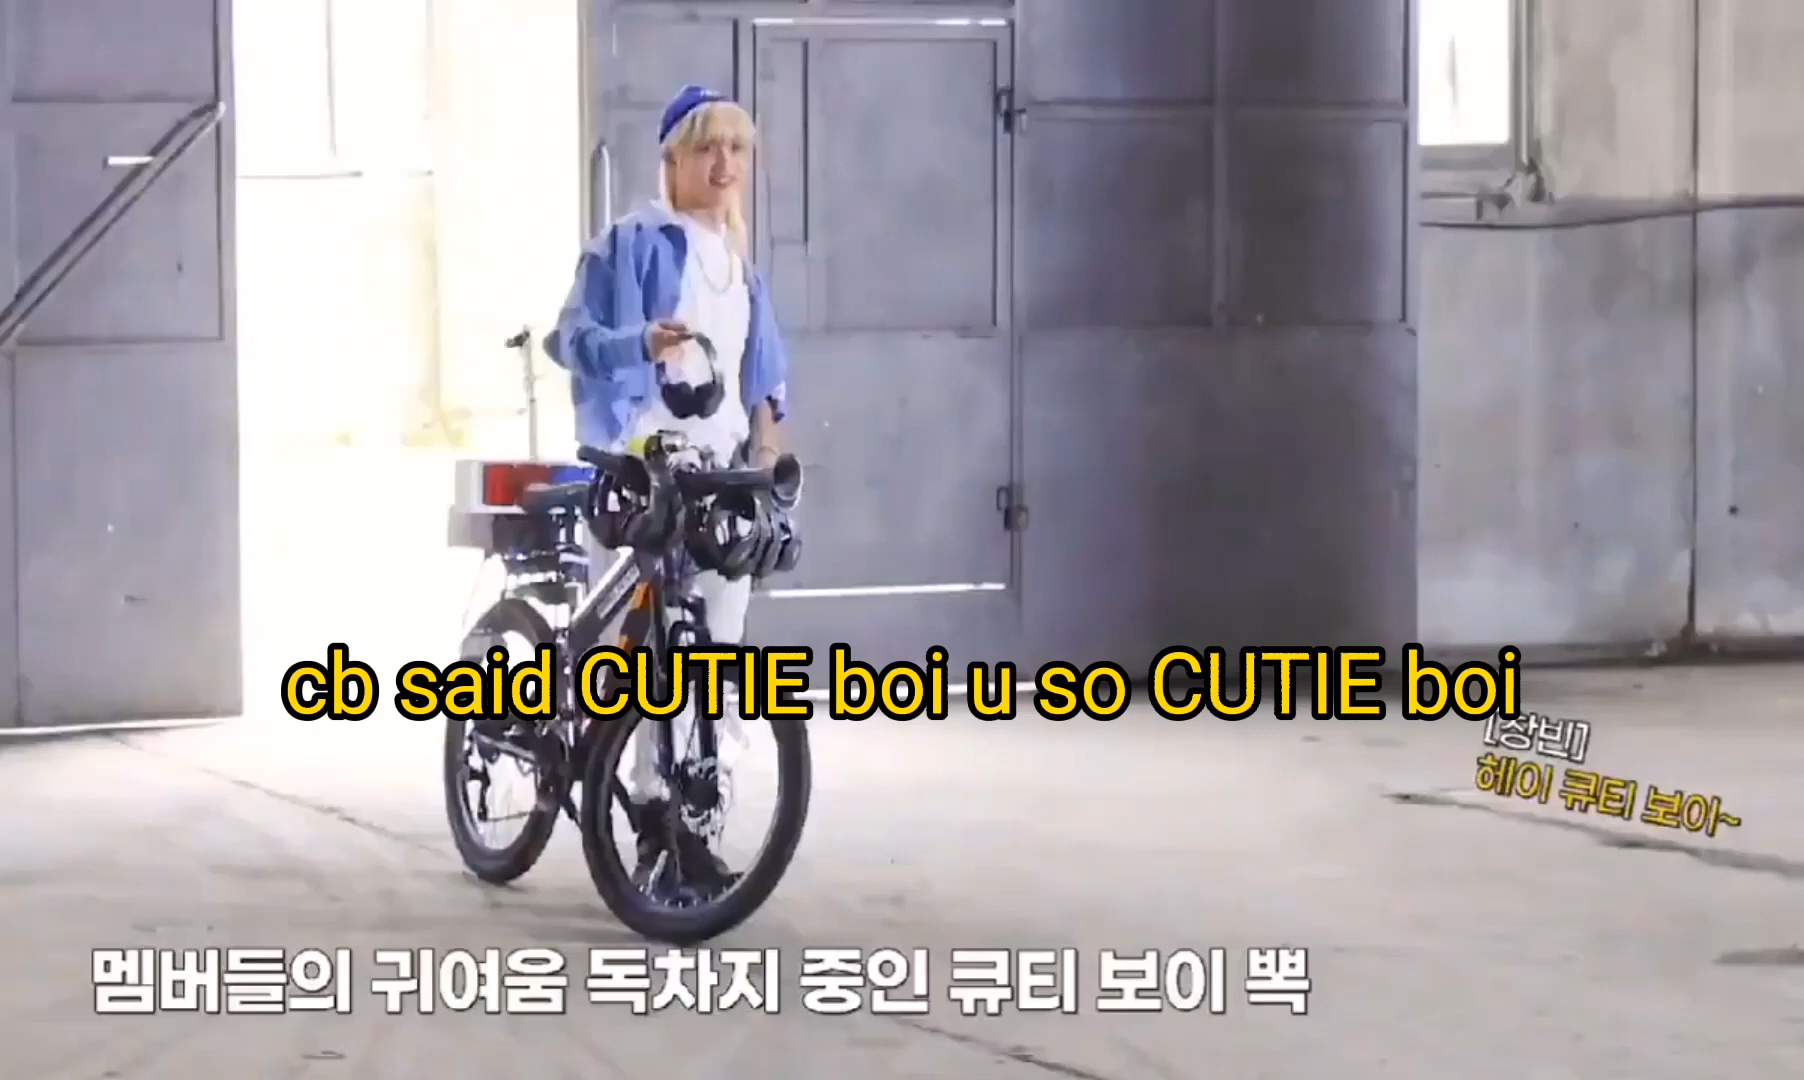 cb said CUTIE boi u so CUTIE boi
[창빈]
헤이 큐티 보이~
멤버들의 귀여움 독차지 중인 큐티 보이 뽁